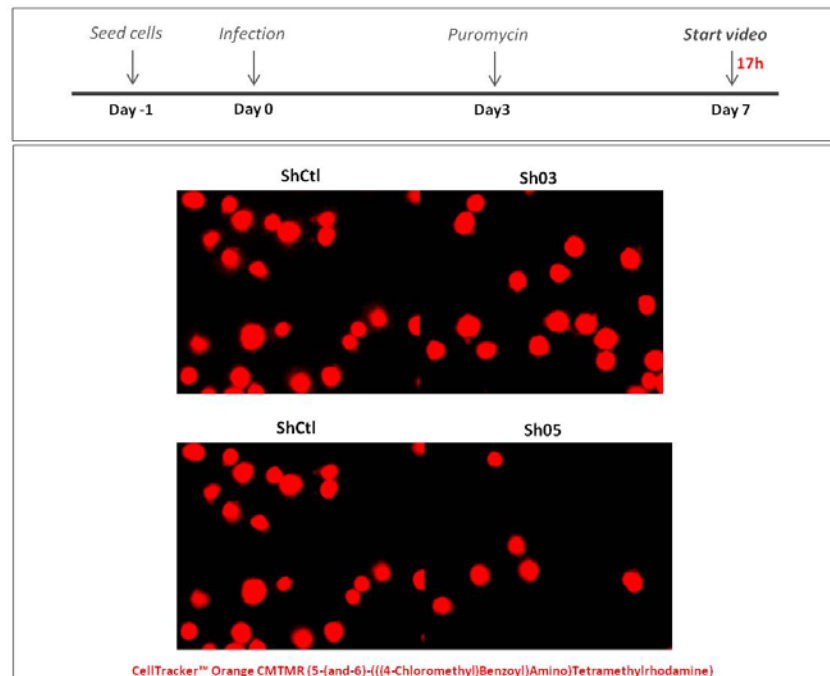 Seed cells Infection Puromycin Start video
17h
Day -1 Day 0 Day3 Day 7
ShCtl Sh03
ShCtl Sh05
CellTracker™ Orange CMTMR (5-(and-6)-(((4-Chloromethyl)Benzoyl)Amino)Tetramethylrhodamine)